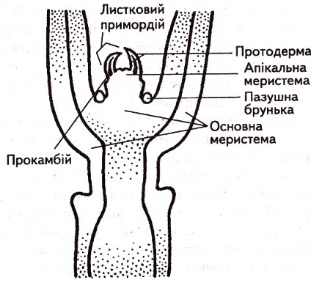 Листковий
примордій
Протодерма
Апікальна
меристема
Пазушна
брунька
Основна
меристема
Прокамбій